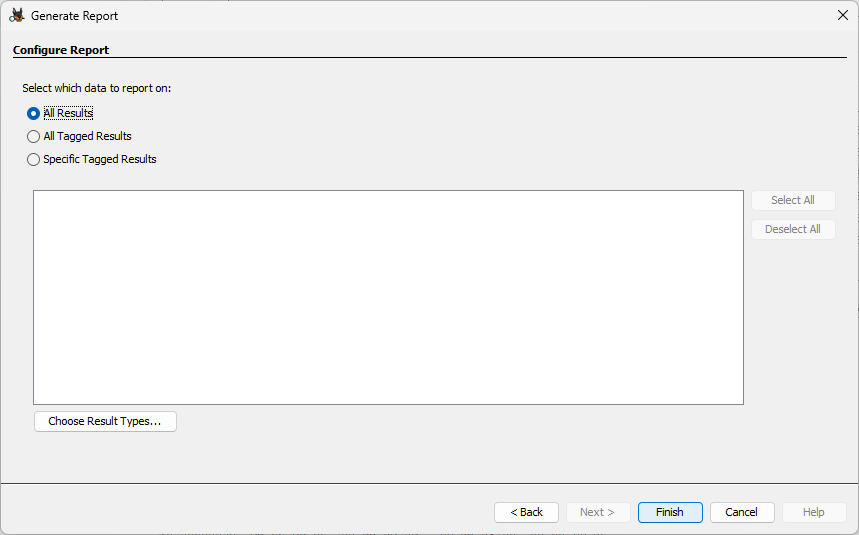 Generate Report
Configure Report
Select which data to report on:
All Results
All Tagged Results
Specific Tagged Results
Select All
Deselect All
Choose Result Types...
< Back Next > Finish Cancel Help